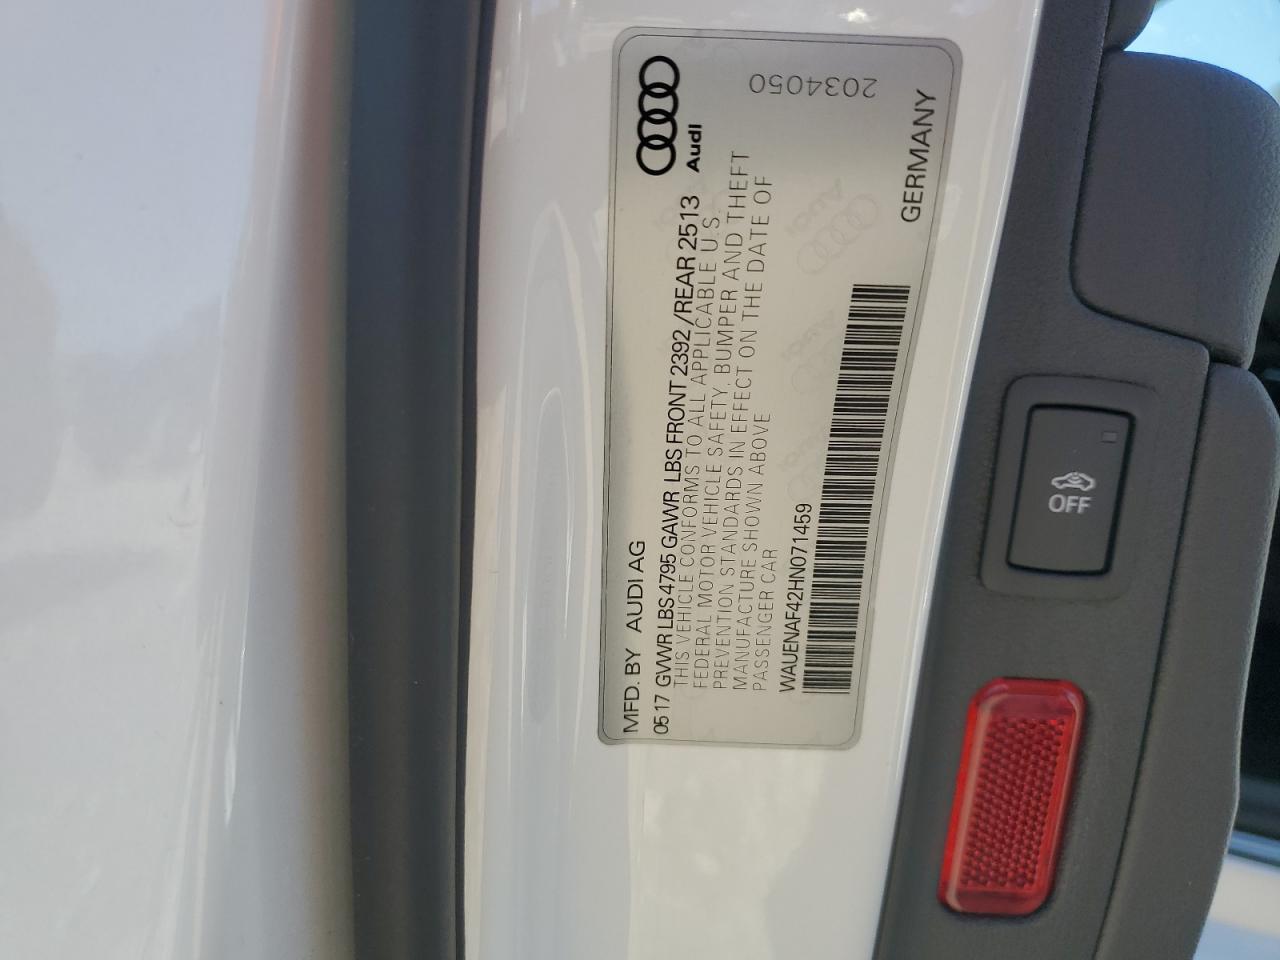 MFD. BY AUDI AG
0517 GVWR LBS 4795 GAWR LBS FRONT 2392 /REAR 2513
Audi
THIS VEHICLE CONFORMS TO ALL APPLICABLE U.S.
FEDERAL MOTOR VEHICLE SAFETY, BUMPER AND THEFT
PREVENTION STANDARDS IN EFFECT ON THE DATE OF
MANUFACTURE SHOWN ABOVE
PASSENGER CAR
WAUENAF42HN071459
2034050
GERMANY
OFF